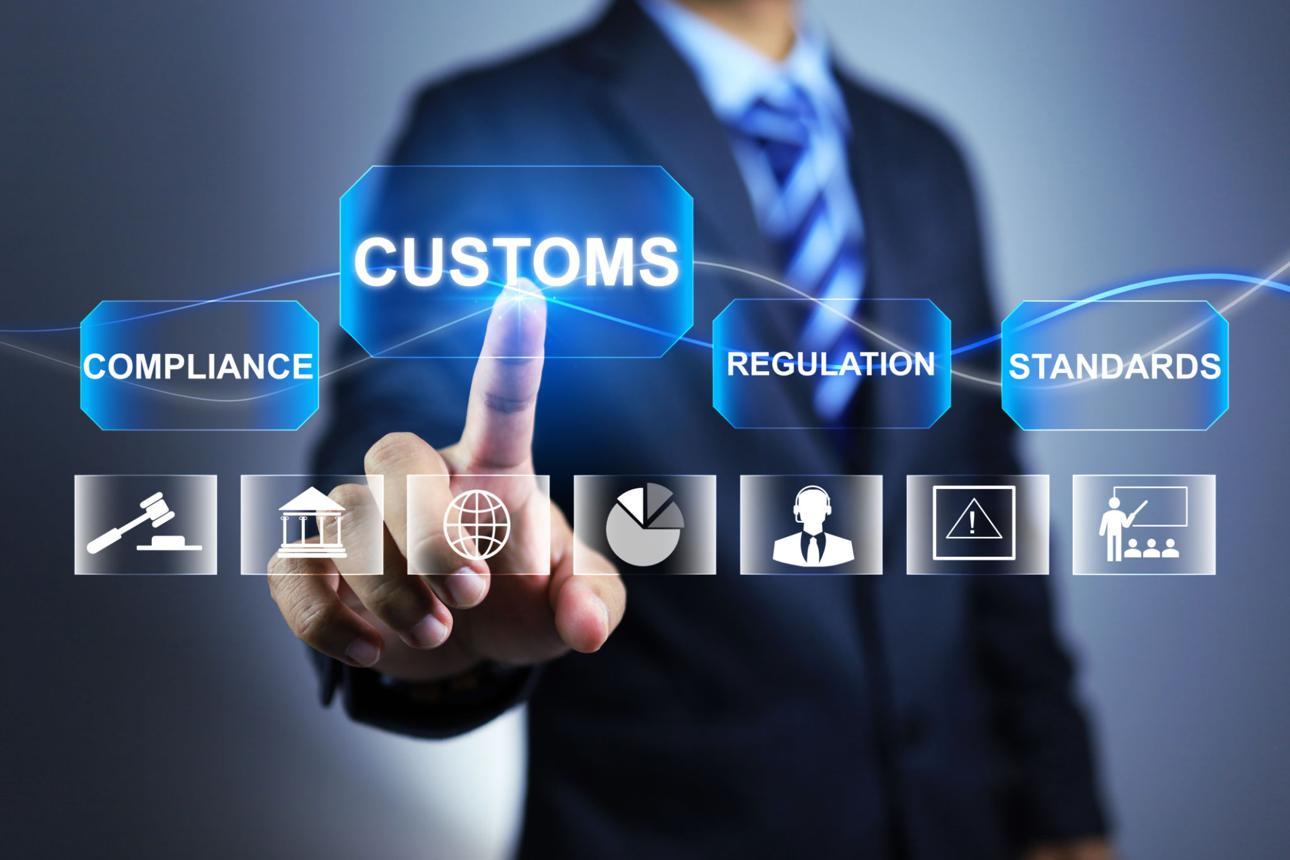 CUSTOMS
COMPLIANCE
REGULATION
STANDARDS